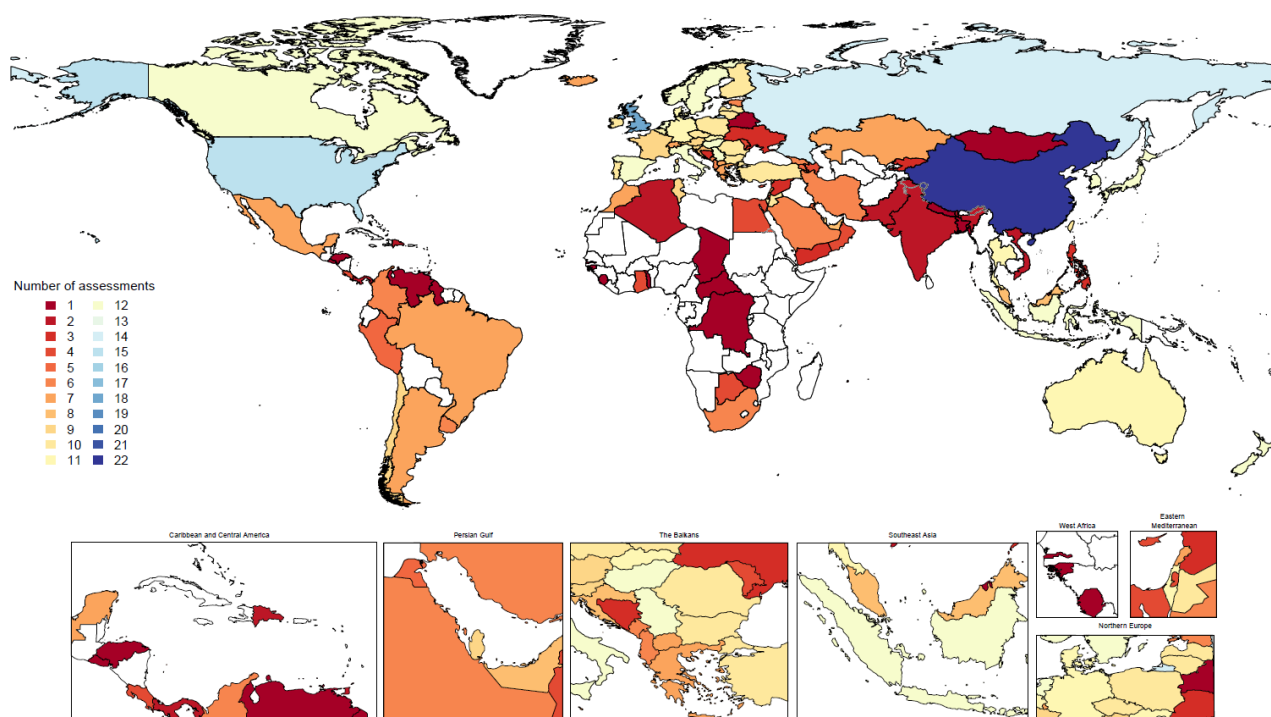 Number of assessments
1 12
2 13
3 14
4 15
5 16
6 17
7 18
8 19
9 20
10 21
11 22
Caribbean and Central America
Persian Gulf
The Balkans
Southeast Asia
West Africa
Eastern
Mediterranean
Northern Europe